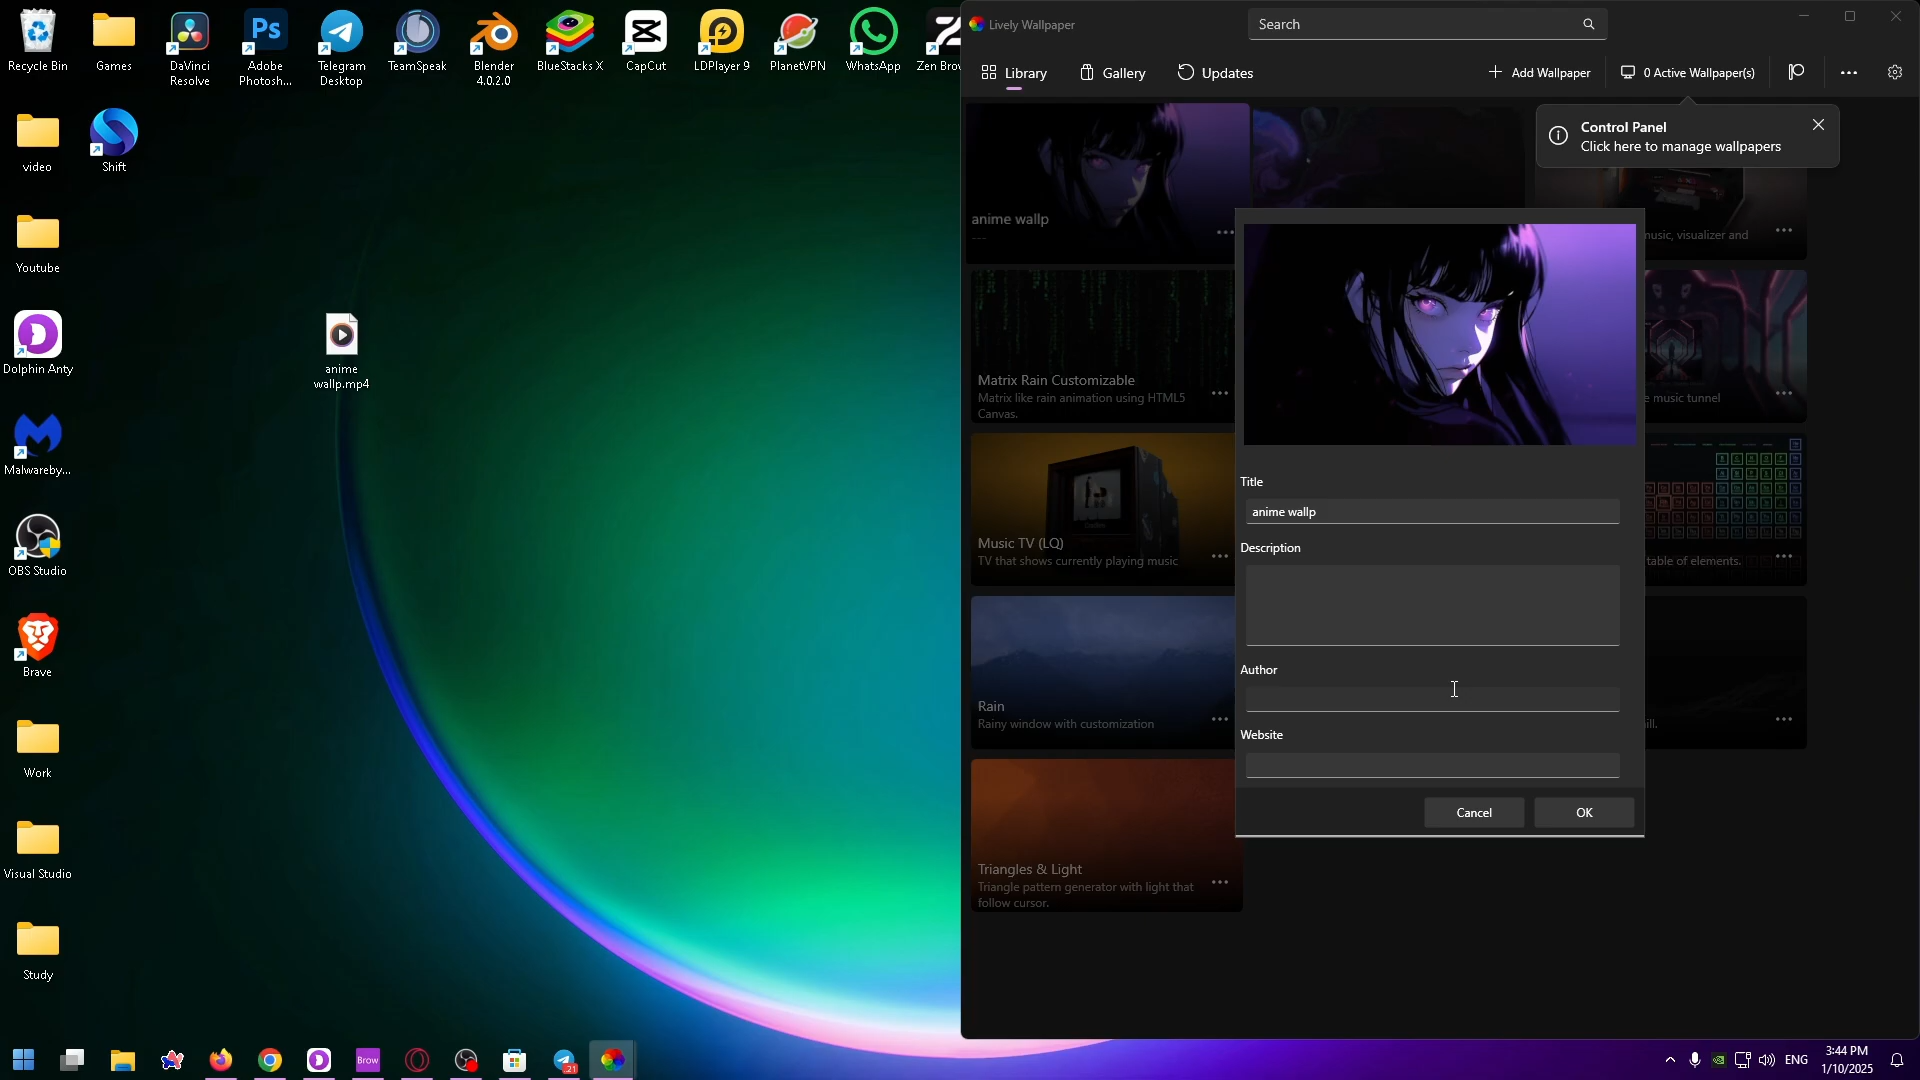 Recycle Bin
Games
DaVinci
Resolve
Adobe
Photosh...
Telegram
Desktop
TeamSpeak
Blender
4.0.2.0
BlueStacks X
CapCut
LDPlayer 9
PlanetVPN
WhatsApp
Zen Brow
video
Shift
Youtube
Dolphin Anty
anime
wallp.mp4
Malwareby...
OBS Studio
Brave
Work
Visual Studio
Study
Lively Wallpaper
Search
Library
Gallery
Updates
Add Wallpaper
0 Active Wallpaper(s)
Control Panel
Click here to manage wallpapers
anime wallp
---
music, visualizer and
Matrix Rain Customizable
Matrix like rain animation using HTML5
Canvas.
e music tunnel
Music TV (LQ)
TV that shows currently playing music
table of elements.
Rain
Rainy window with customization
ill.
Triangles & Light
Triangle pattern generator with light that
follow cursor.
Title
anime wallp
Description
Author
Website
Cancel
OK
Brow
21
ENG
3:44 PM
1/10/2025